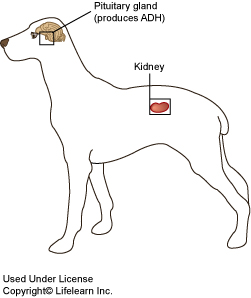 Pituitary gland
(produces ADH)
Kidney
Used Under License
Copyright© Lifelearn Inc.